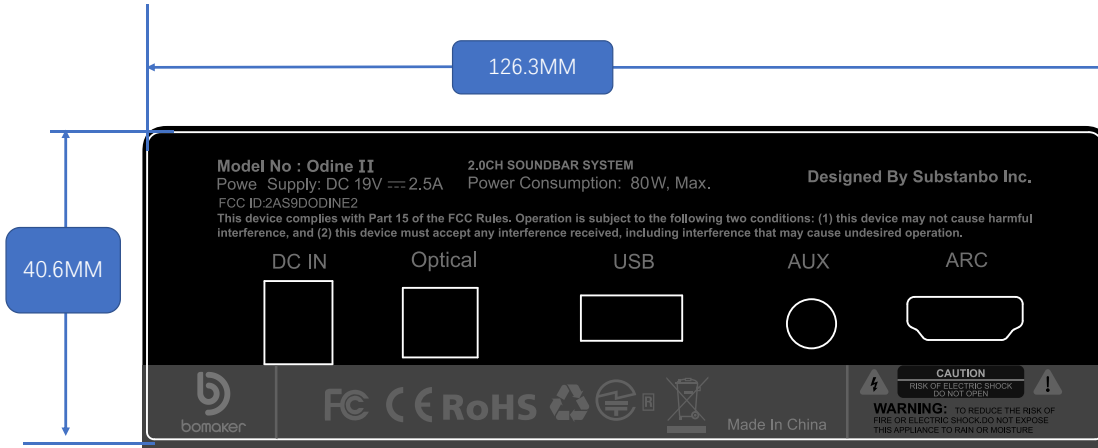 126.3MM
40.6MM
Model No : Odine II
2.0CH SOUNDBAR SYSTEM
Powe Supply: DC 19V ⎓ 2.5A
Power Consumption: 80W, Max.
Designed By Substanbo Inc.
FCC ID:2AS9DODINE2
This device complies with Part 15 of the FCC Rules. Operation is subject to the following two conditions: (1) this device may not cause harmful
interference, and (2) this device must accept any interference received, including interference that may cause undesired operation.
DC IN
Optical
USB
AUX
ARC
bomaker
FC CE RoHS
R
Made In China
CAUTION
RISK OF ELECTRIC SHOCK
DO NOT OPEN
WARNING: TO REDUCE THE RISK OF
FIRE OR ELECTRIC SHOCK.DO NOT EXPOSE
THIS APPLIANCE TO RAIN OR MOISTURE